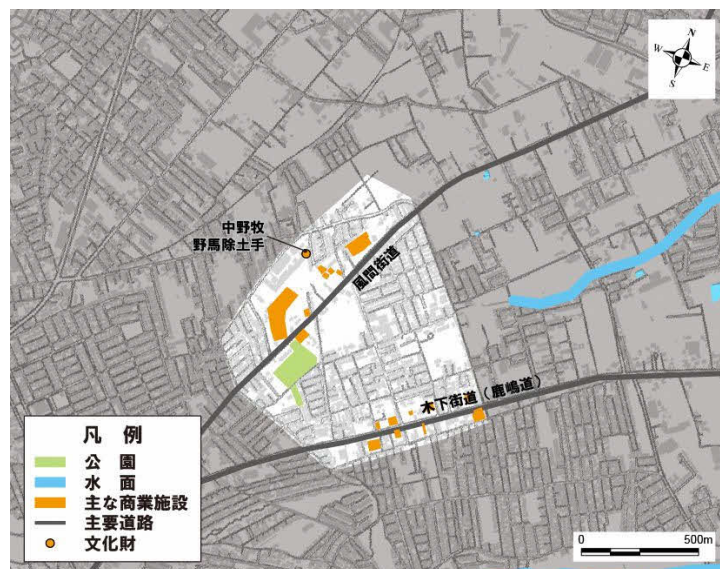 N
W
E
S
中野牧
野馬除土手
風間街道
木下街道（鹿嶋道）
凡 例
公 園
水 面
主な商業施設
主要道路
文化財
0 500m